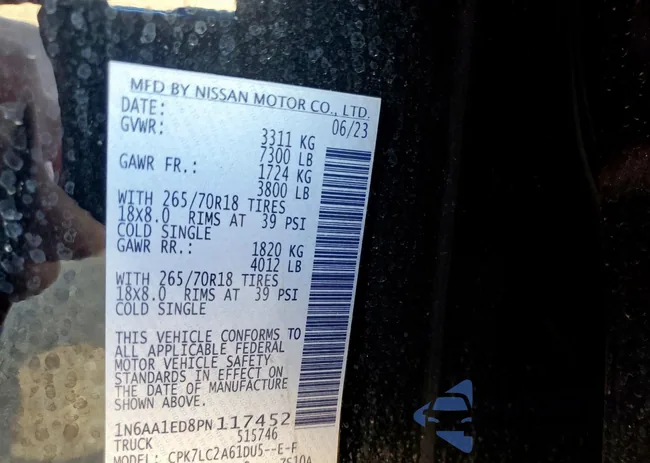 MFD BY NISSAN MOTOR CO., LTD.
DATE: 06/23
GVWR: 3311 KG
7300 LB
GAWR FR.: 1724 KG
3800 LB
WITH 265/70R18 TIRES
18X8.0 RIMS AT 39 PSI
COLD SINGLE
GAWR RR.: 1820 KG
4012 LB
WITH 265/70R18 TIRES
18X8.0 RIMS AT 39 PSI
COLD SINGLE
THIS VEHICLE CONFORMS TO
ALL APPLICABLE FEDERAL
MOTOR VEHICLE SAFETY
STANDARDS IN EFFECT ON
THE DATE OF MANUFACTURE
SHOWN ABOVE.
1N6AA1ED8PN117452
TRUCK 515746
MODEL: CPK7LC2A61DU5--E-F